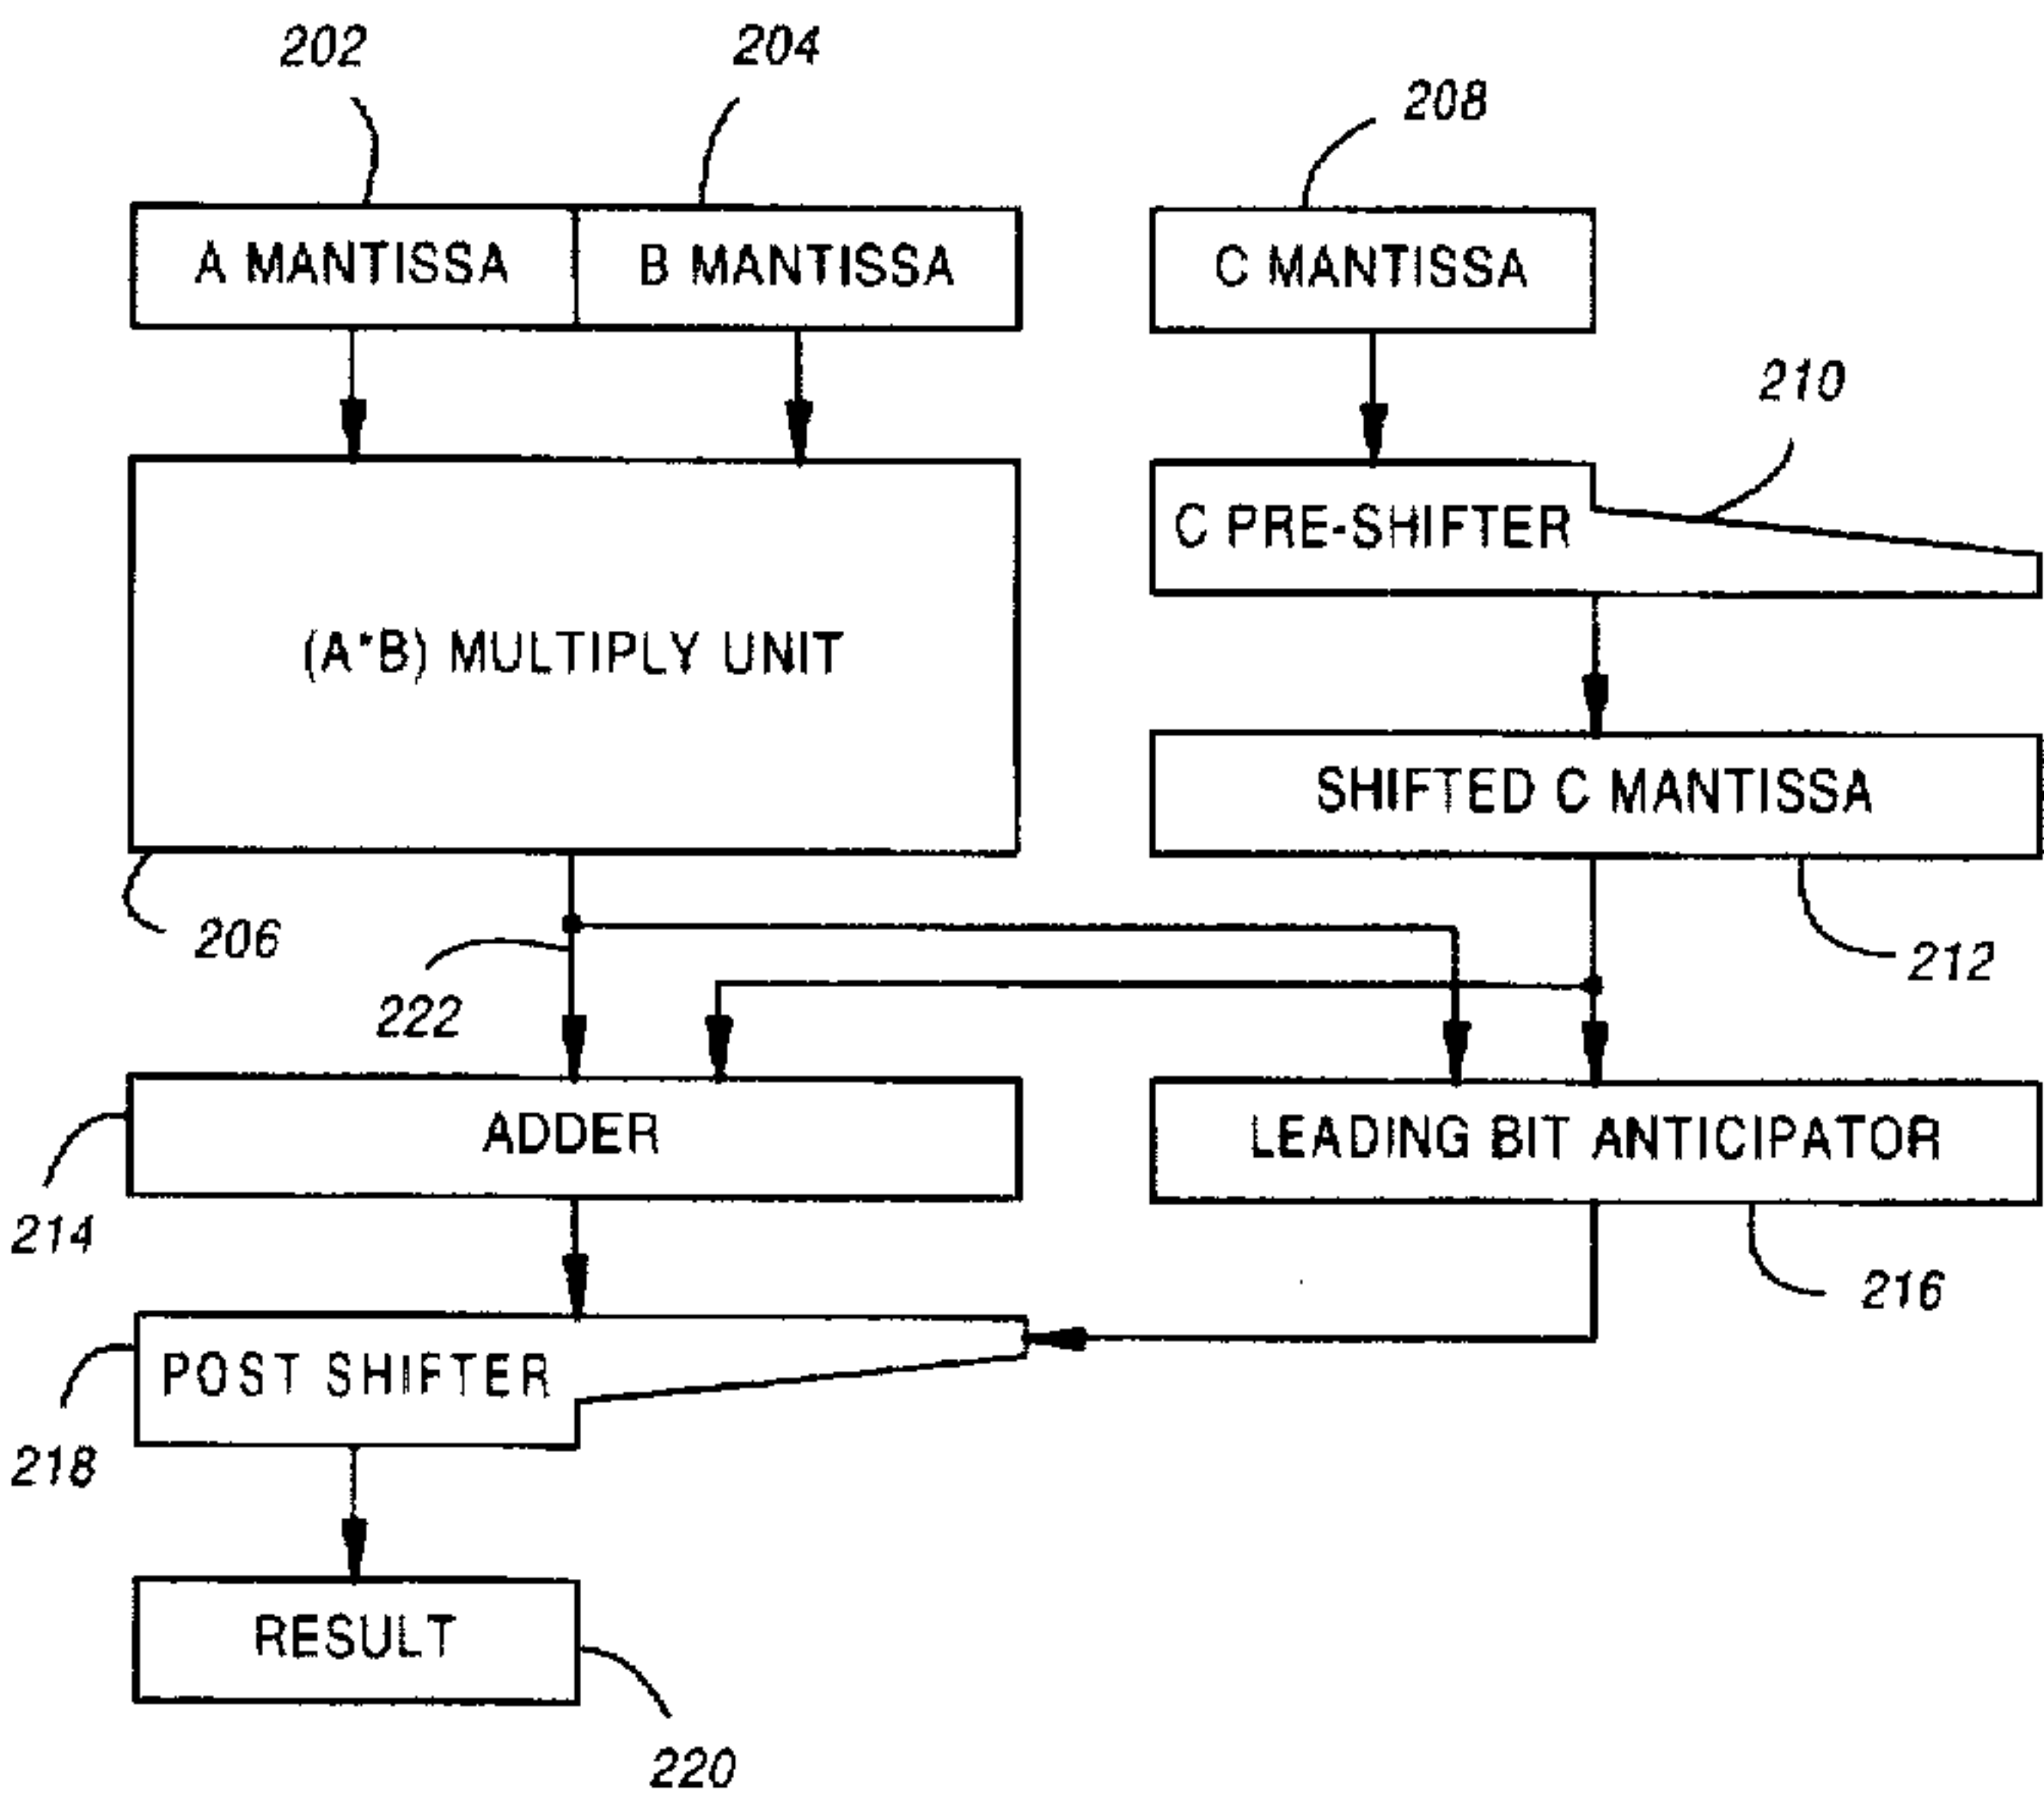 202
204
208
A MANTISSA
B MANTISSA
C MANTISSA
210
C PRE-SHIFTER
(A*B) MULTIPLY UNIT
SHIFTED C MANTISSA
206
212
222
ADDER
LEADING BIT ANTICIPATOR
214
216
POST SHIFTER
218
RESULT
220